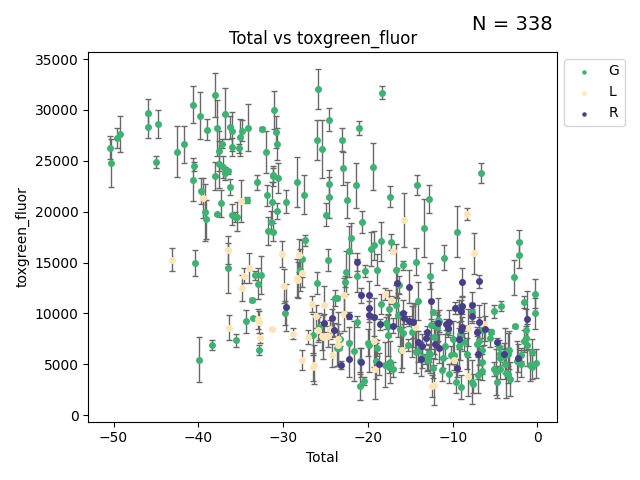 N = 338
Total vs toxgreen_fluor
35000
30000
25000
20000
15000
10000
5000
0
toxgreen_fluor
−50 −40 −30 −20 −10 0
Total
G
L
R